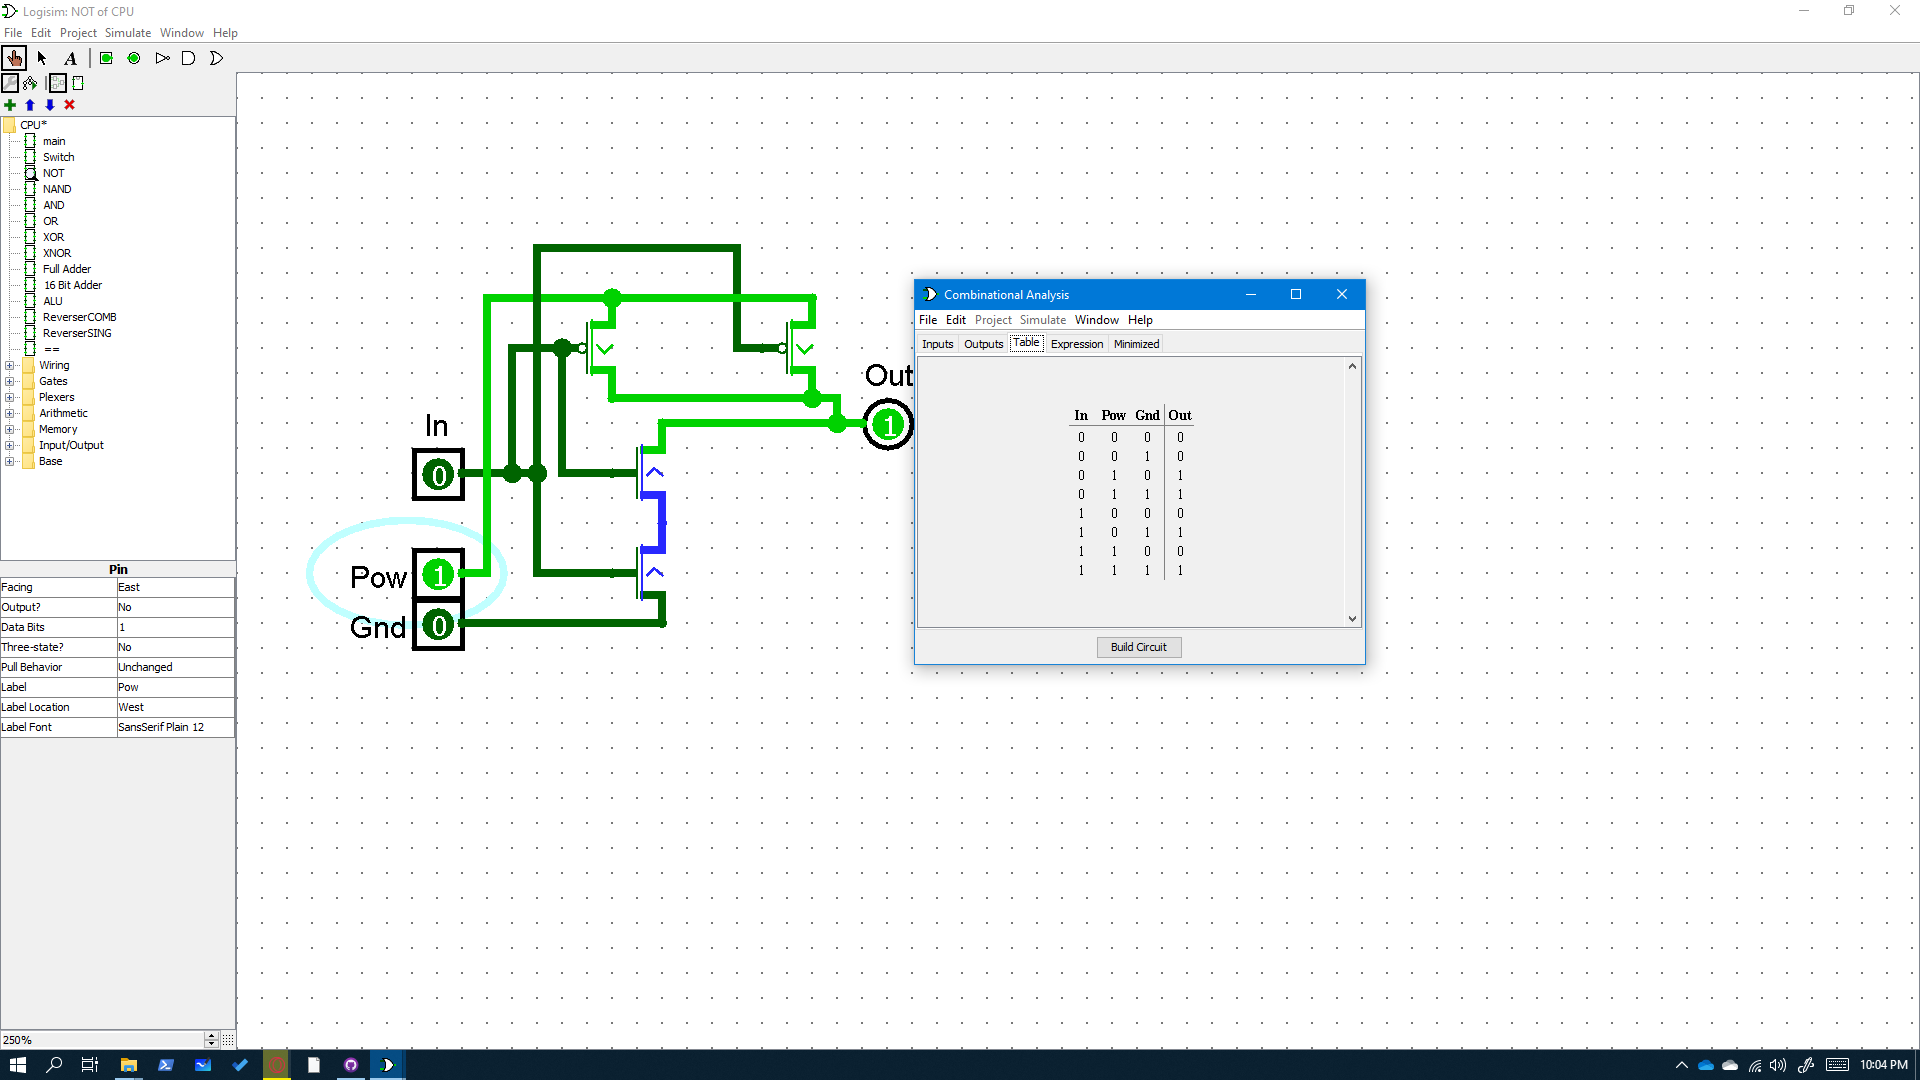 Logisim: NOT of CPU
File Edit Project Simulate Window Help
A
CPU*
main
Switch
NOT
NAND
AND
OR
XOR
XNOR
Full Adder
16 Bit Adder
ALU
ReverserCOMB
ReverserSING
==
Wiring
Gates
Plexers
Arithmetic
Memory
Input/Output
Base
Pin
Facing East
Output? No
Data Bits 1
Three-state? No
Pull Behavior Unchanged
Label Pow
Label Location West
Label Font SansSerif Plain 12
250%
In
0
Pow 1
Gnd 0
Out
1
Combinational Analysis
File Edit Project Simulate Window Help
Inputs Outputs Table Expression Minimized
In Pow Gnd Out
0 0 0 0
0 0 1 0
0 1 0 1
0 1 1 1
1 0 0 0
1 0 1 1
1 1 0 0
1 1 1 1
Build Circuit
10:04 PM